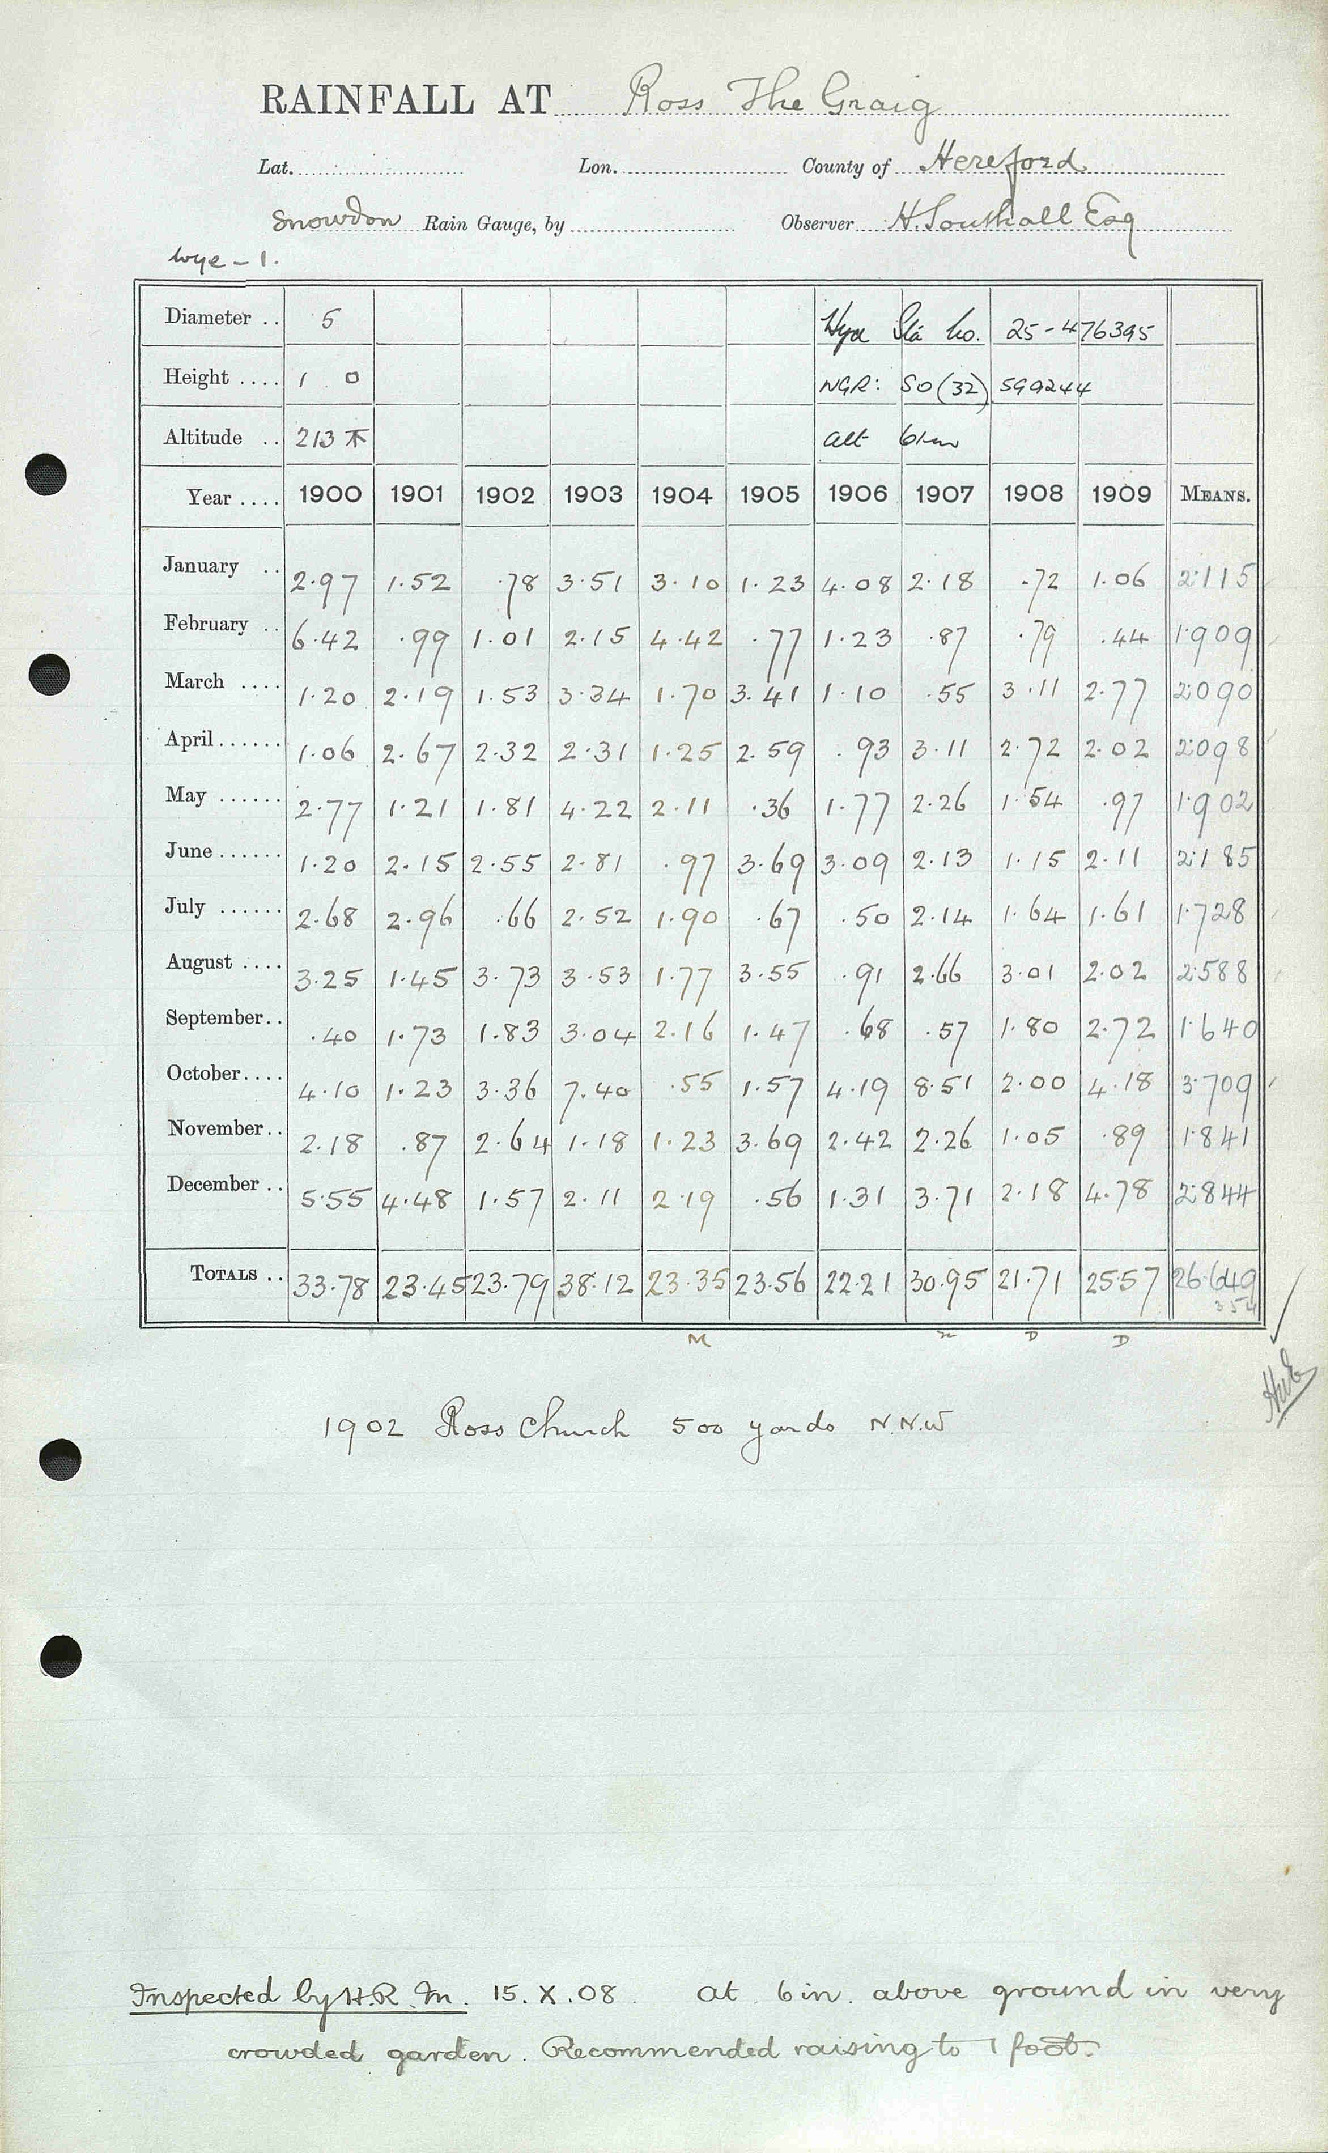 RAINFALL AT Ross The Graig
Lat. Lon. County of Hereford
Snowdon Rain Gauge, by Observer H. Southall Esq
Wye - 1.
Diameter .. 5 Hyd Sta No. 25-476395
Height .... 1 0 NGR: SO (32) 599244
Altitude .. 213 Alt 61m
Year .... 1900 1901 1902 1903 1904 1905 1906 1907 1908 1909 MEANS.
January .. 2.97 1.52 .78 3.51 3.10 1.23 4.08 2.18 .72 1.06 2.115
February .. 6.42 .99 1.01 2.15 4.42 .77 1.23 .87 .79 .44 1.909
March .... 1.20 2.19 1.53 3.34 1.70 3.41 1.10 .55 3.11 2.77 2.090
April...... 1.06 2.67 2.32 2.31 1.25 2.59 .93 3.11 2.72 2.02 2.098
May ...... 2.77 1.21 1.81 4.22 2.11 .36 1.77 2.26 1.54 .97 1.902
June...... 1.20 2.15 2.55 2.81 .97 3.69 3.09 2.13 1.15 2.11 2.185
July ...... 2.68 2.96 .66 2.52 1.90 .67 .50 2.14 1.64 1.61 1.728
August .... 3.25 1.45 3.73 3.53 1.77 3.55 .91 2.66 3.01 2.02 2.588
September.. .40 1.73 1.83 3.04 2.16 1.47 .68 .57 1.80 2.72 1.640
October.... 4.10 1.23 3.36 7.40 .55 1.57 4.19 8.51 2.00 4.18 3.709
November.. 2.18 .87 2.64 1.18 1.23 3.69 2.42 2.26 1.05 .89 1.841
December .. 5.55 4.48 1.57 2.11 2.19 .56 1.31 3.71 2.18 4.78 2.844
TOTALS .. 33.78 23.45 23.79 38.12 23.35 23.56 22.21 30.95 21.71 25.57 26.649
354
M D D
1902 Ross Church 500 yards N.N.W
Inspected by H.R.M. 15.X.08. at 6in. above ground in very
crowded garden. Recommended raising to 1 foot.